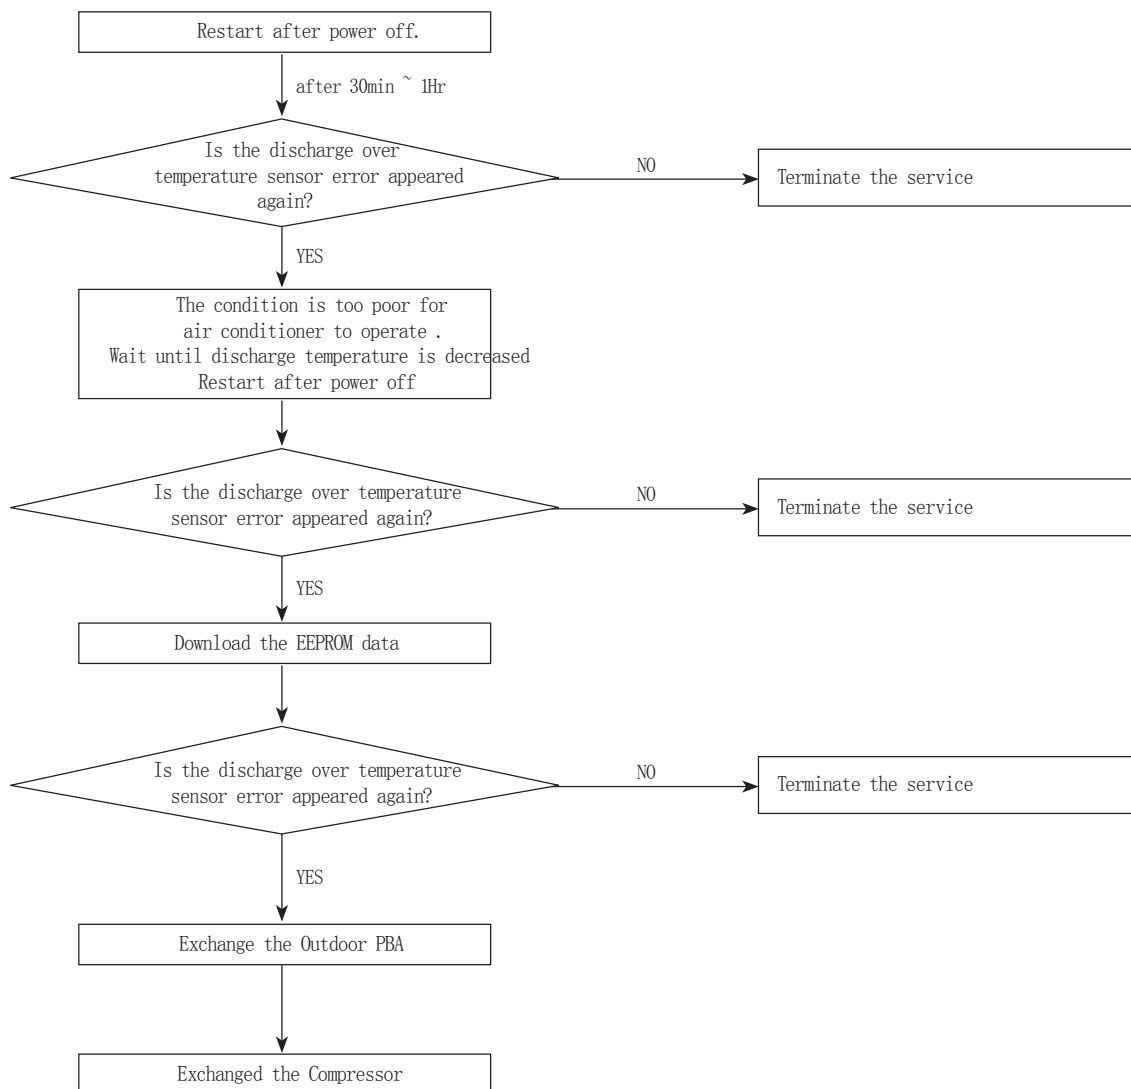 Restart after power off.
after 30min ~ 1Hr
Is the discharge over
temperature sensor error appeared
again?
NO
Terminate the service
YES
The condition is too poor for
air conditioner to operate .
Wait until discharge temperature is decreased
Restart after power off
Is the discharge over temperature
sensor error appeared again?
NO
Terminate the service
YES
Download the EEPROM data
Is the discharge over temperature
sensor error appeared again?
NO
Terminate the service
YES
Exchange the Outdoor PBA
Exchanged the Compressor